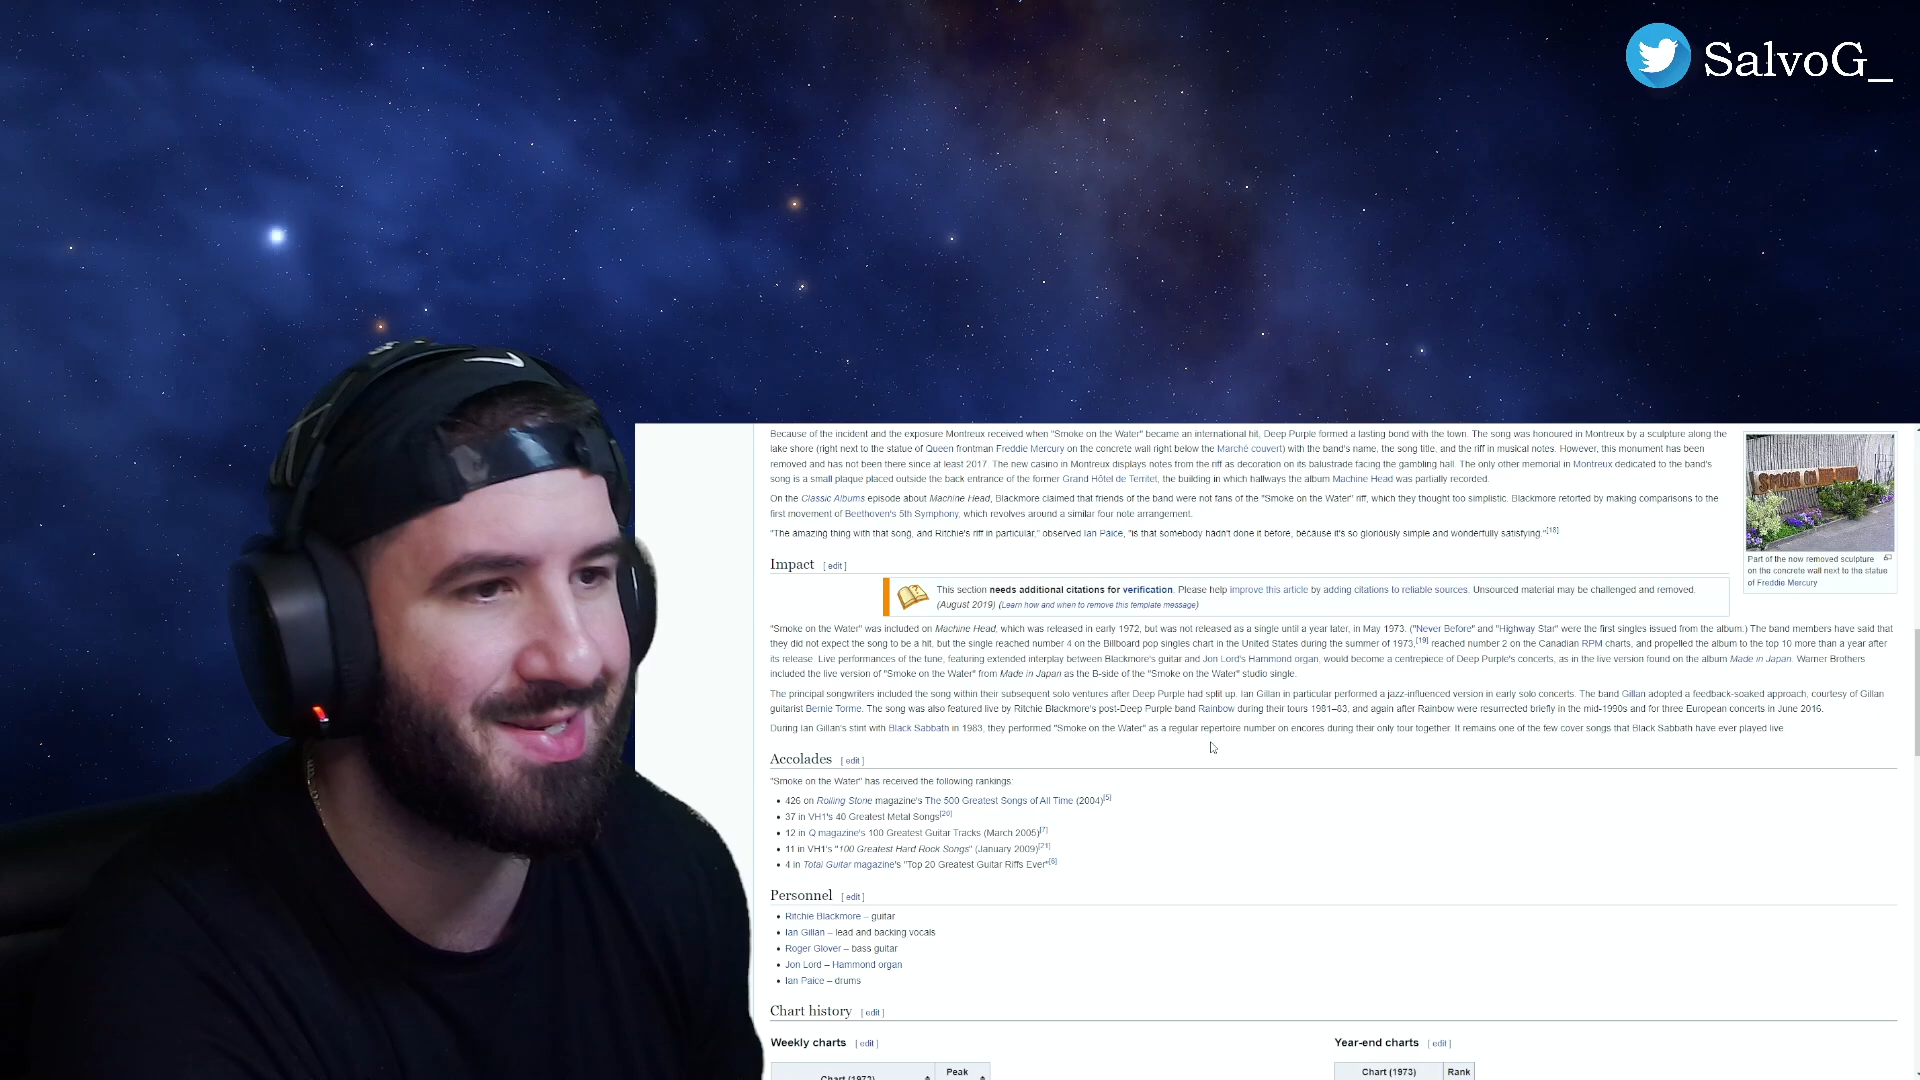 SalvoG_
Because of the incident and the exposure Montreux received when "Smoke on the Water" became an international hit, Deep Purple formed a lasting bond with the town. The song was honoured in Montreux by a sculpture along the
lake shore (right next to the statue of Queen frontman Freddie Mercury on the concrete wall right below the Marché couvert) with the band's name, the song title, and the riff in musical notes. However, this monument has been
removed and has not been there since at least 2017. The new casino in Montreux displays notes from the riff as decoration on its balustrade facing the gambling hall. The only other memorial in Montreux dedicated to the band's
song is a small plaque placed outside the back entrance of the former Grand Hôtel de Territet, the building in which hallways the album Machine Head was partially recorded.
On the Classic Albums episode about Machine Head, Blackmore claimed that friends of the band were not fans of the "Smoke on the Water" riff, which they thought too simplistic. Blackmore retorted by making comparisons to the
first movement of Beethoven's 5th Symphony, which revolves around a similar four note arrangement.
"The amazing thing with that song, and Ritchie's riff in particular," observed Ian Paice, "is that somebody hadn't done it before, because it's so gloriously simple and wonderfully satisfying."[18]
SMOKE ON THE WATER
Part of the now removed sculpture
on the concrete wall next to the statue
of Freddie Mercury
Impact [ edit ]
This section needs additional citations for verification. Please help improve this article by adding citations to reliable sources. Unsourced material may be challenged and removed.
(August 2019) (Learn how and when to remove this template message)
"Smoke on the Water" was included on Machine Head, which was released in early 1972, but was not released as a single until a year later, in May 1973. ("Never Before" and "Highway Star" were the first singles issued from the album.) The band members have said that
they did not expect the song to be a hit, but the single reached number 4 on the Billboard pop singles chart in the United States during the summer of 1973,[19] reached number 2 on the Canadian RPM charts, and propelled the album to the top 10 more than a year after
its release. Live performances of the tune, featuring extended interplay between Blackmore's guitar and Jon Lord's Hammond organ, would become a centrepiece of Deep Purple's concerts, as in the live version found on the album Made in Japan. Warner Brothers
included the live version of "Smoke on the Water" from Made in Japan as the B-side of the "Smoke on the Water" studio single.
The principal songwriters included the song within their subsequent solo ventures after Deep Purple had split up. Ian Gillan in particular performed a jazz-influenced version in early solo concerts. The band Gillan adopted a feedback-soaked approach, courtesy of Gillan
guitarist Bernie Torme. The song was also featured live by Ritchie Blackmore's post-Deep Purple band Rainbow during their tours 1981–83, and again after Rainbow were resurrected briefly in the mid-1990s and for three European concerts in June 2016.
During Ian Gillan's stint with Black Sabbath in 1983, they performed "Smoke on the Water" as a regular repertoire number on encores during their only tour together. It remains one of the few cover songs that Black Sabbath have ever played live.
Accolades [ edit ]
"Smoke on the Water" has received the following rankings:
• 426 on Rolling Stone magazine's The 500 Greatest Songs of All Time (2004)[5]
• 37 in VH1's 40 Greatest Metal Songs[20]
• 12 in Q magazine's 100 Greatest Guitar Tracks (March 2005)[7]
• 11 in VH1's "100 Greatest Hard Rock Songs" (January 2009)[21]
• 4 in Total Guitar magazine's "Top 20 Greatest Guitar Riffs Ever"[6]
Personnel [ edit ]
• Ritchie Blackmore – guitar
• Ian Gillan – lead and backing vocals
• Roger Glover – bass guitar
• Jon Lord – Hammond organ
• Ian Paice – drums
Chart history [ edit ]
Weekly charts [ edit ]
Year-end charts [ edit ]
Chart (1973) Peak
Chart (1973) Rank